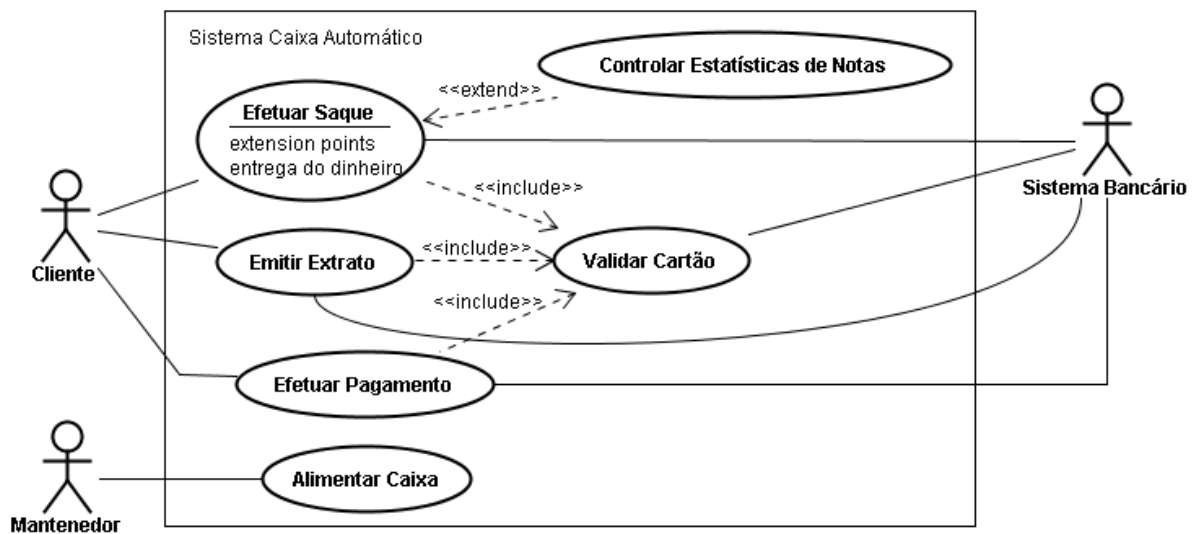 Sistema Caixa Automático
Controlar Estatísticas de Notas
<<extend>>
Efetuar Saque
extension points
entrega do dinheiro
<<include>>
Sistema Bancário
Cliente
Emitir Extrato
<<include>>
Validar Cartão
<<include>>
Efetuar Pagamento
Alimentar Caixa
Mantenedor